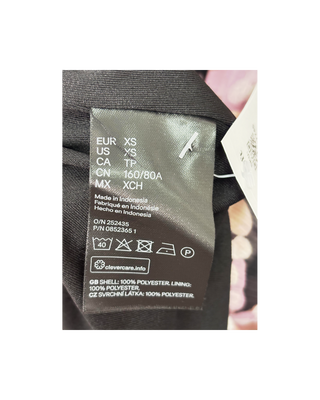 EUR XS
US XS
CA TP
CN 160/80A
MX XCH
Made in Indonesia
Fabriqué en Indonésie
Hecho en Indonesia
O/N 252435
P/N 0852365 1
40
P
clevercare.info
GB SHELL: 100% POLYESTER. LINING:
100% POLYESTER.
CZ SVRCHNÍ LÁTKA: 100% POLYESTER.